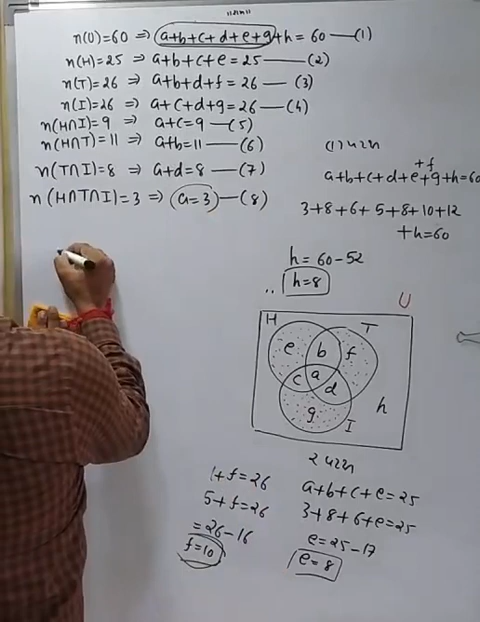 n(U)=60 ⇒ a+b+c+d+e+g+h = 60 —(1)
n(H)=25 ⇒ a+b+c+e = 25 —(2)
n(T)=26 ⇒ a+b+d+f = 26 —(3)
n(I)=26 ⇒ a+c+d+g = 26 —(4)
n(H∩I)=9 ⇒ a+c=9 —(5)
n(H∩T)=11 ⇒ a+b=11 —(6)
n(T∩I)=8 ⇒ a+d=8 —(7)
n(H∩T∩I)=3 ⇒ a=3 —(8)
(1)
+f
a+b+c+d+e+g+h=60
3+8+6+5+8+10+12
+h=60
h = 60-52
h=8
U
H
T
e
b
f
c
a
d
g
h
I
2
a+b+c+e=25
3+8+6+e=25
e=25-17
e=8
+f=26
5+f=26
=26-16
f=10